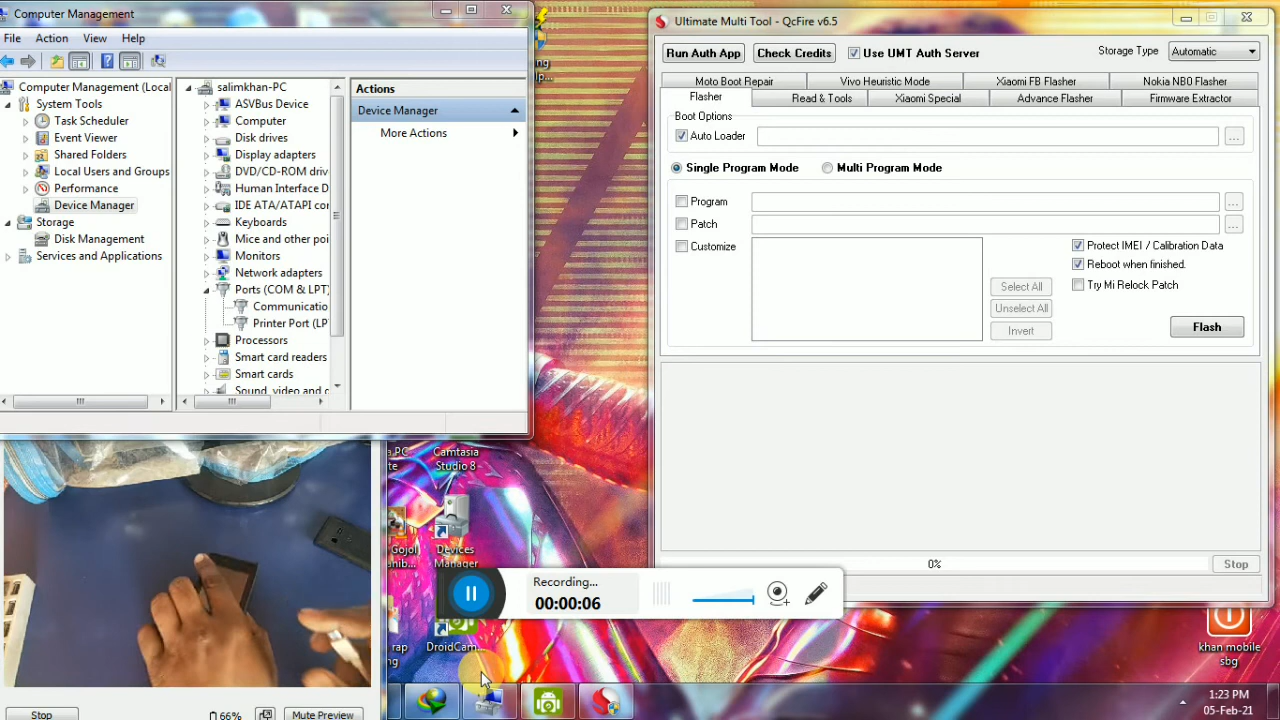 Computer Management
File Action View Help
Computer Management (Local
System Tools
Task Scheduler
Event Viewer
Shared Folders
Local Users and Groups
Performance
Device Manager
Storage
Disk Management
Services and Applications
salimkhan-PC
ASVBus Device
Computer
Disk drives
Display adapters
DVD/CD-ROM driv
Human Interface D
IDE ATA/ATAPI cor
Keyboards
Mice and other poi
Monitors
Network adapters
Ports (COM & LPT)
Communicatio
Printer Port (LP
Processors
Smart card readers
Smart cards
Sound, video and g
Actions
Device Manager
More Actions
Ultimate Multi Tool - QcFire v6.5
Run Auth App Check Credits Use UMT Auth Server Storage Type Automatic
Moto Boot Repair Vivo Heuristic Mode Xiaomi FB Flasher Nokia NB0 Flasher
Flasher Read & Tools Xiaomi Special Advance Flasher Firmware Extractor
Boot Options
Auto Loader ...
Single Program Mode Multi Program Mode
Program ...
Patch ...
Customize
Protect IMEI / Calibration Data
Reboot when finished.
Try Mi Relock Patch
Select All
Unselect All
Invert
Flash
0% Stop
Camtasia
Studio 8
Devices
Manager
DroidCam...
Gojol
Recording...
00:00:06
khan mobile
sbg
Stop 66% Mute Preview
1:23 PM
05-Feb-21